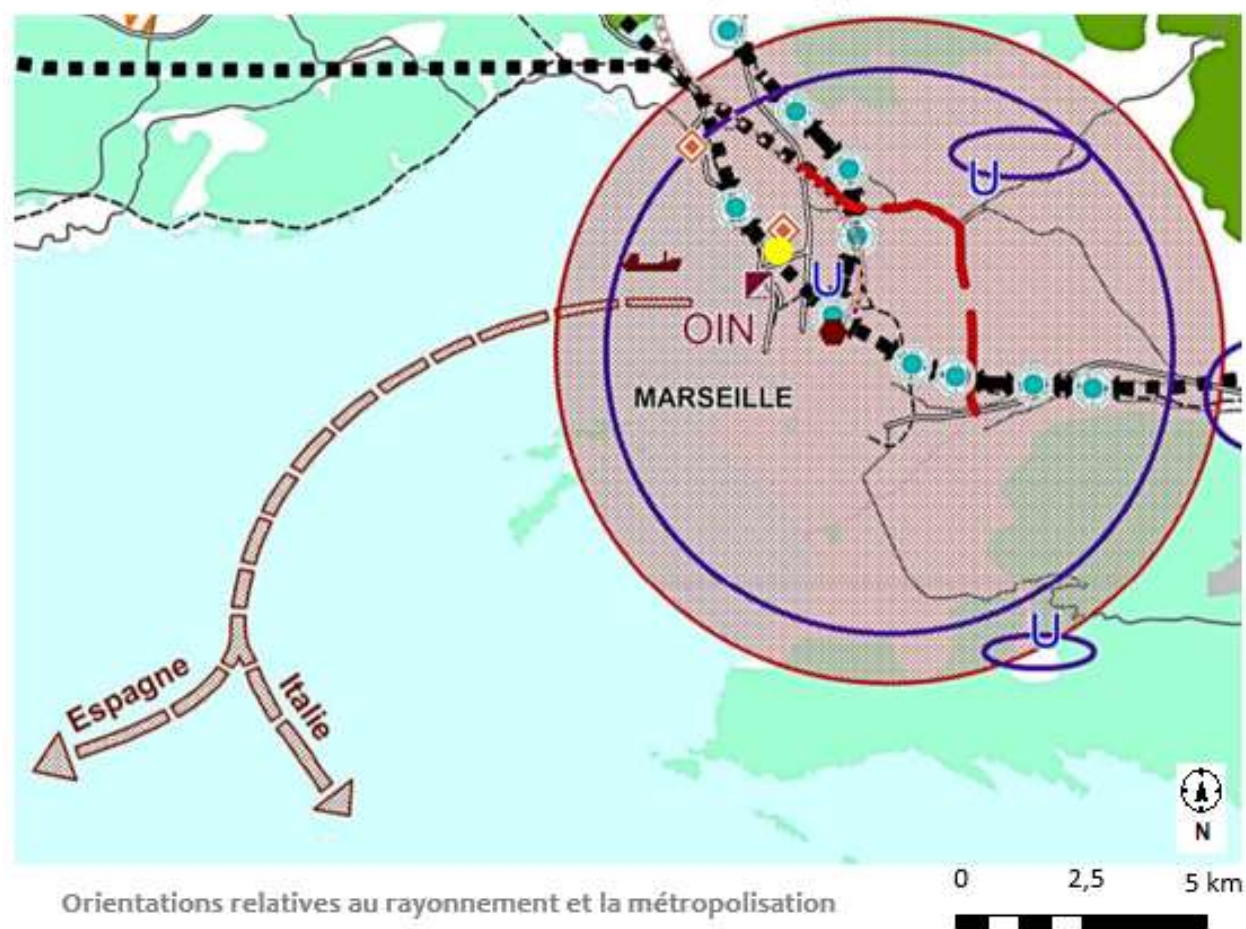 U
U
OIN
MARSEILLE
U
Espagne
Italie
N
0 2,5 5 km
Orientations relatives au rayonnement et la métropolisation